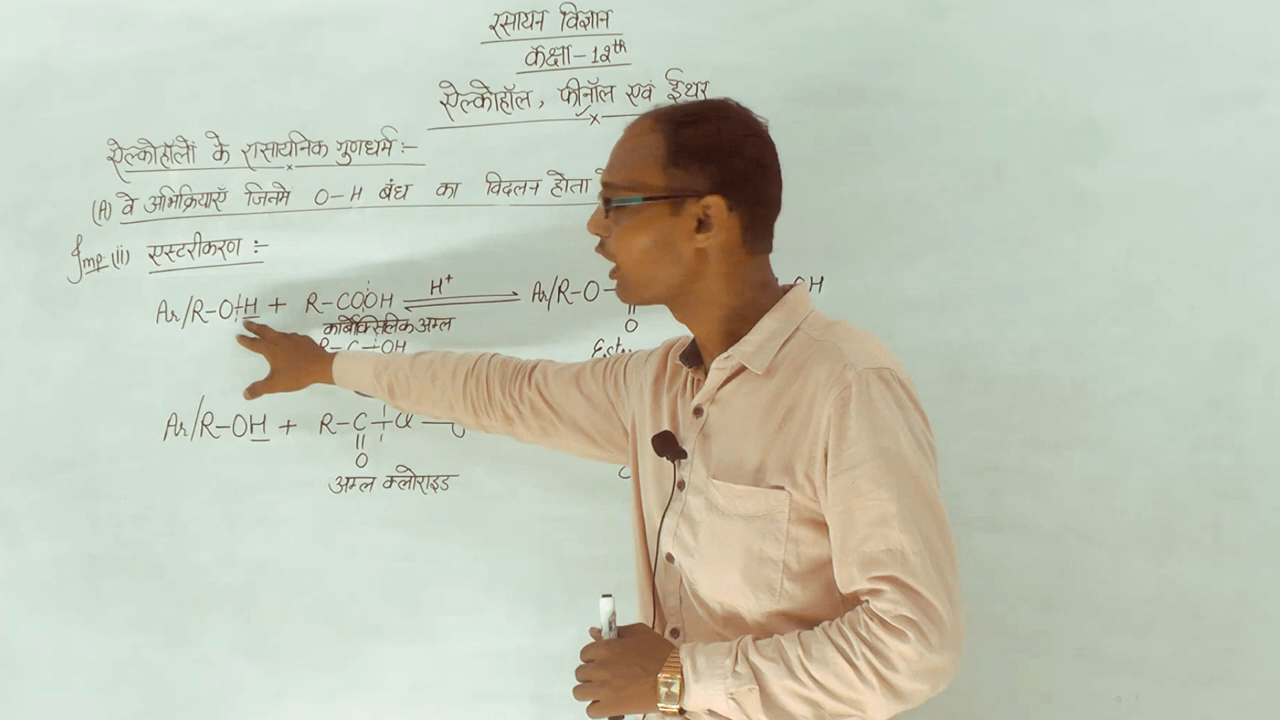 रसायन विज्ञान
कक्षा-12th
ऐल्कोहॉल, फीनॉल एवं ईथर
ऐल्कोहॉलों के रासायनिक गुणधर्म :-
(A) वे अभिक्रियाएँ जिनमे O-H बंध का विदलन होता
Imp (ii) एस्टरीकरण :-
Ar/R-O-H + R-COOH ⇌ H⁺ Ar/R-O- OH
कार्बोक्सिलिक अम्ल
R-C-OH
O
Ar/R-OH + R-C-Cl
O
अम्ल क्लोराइड